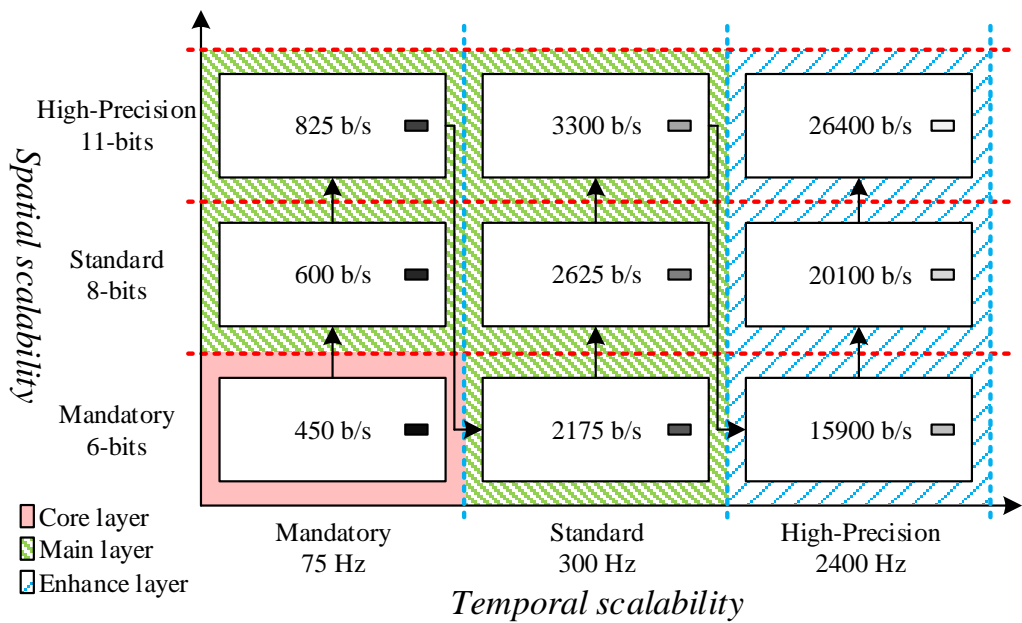 High-Precision
11-bits
825 b/s
3300 b/s
26400 b/s
Spatial scalability
Standard
8-bits
600 b/s
2625 b/s
20100 b/s
Mandatory
6-bits
450 b/s
2175 b/s
15900 b/s
Core layer
Main layer
Enhance layer
Mandatory
75 Hz
Standard
300 Hz
High-Precision
2400 Hz
Temporal scalability